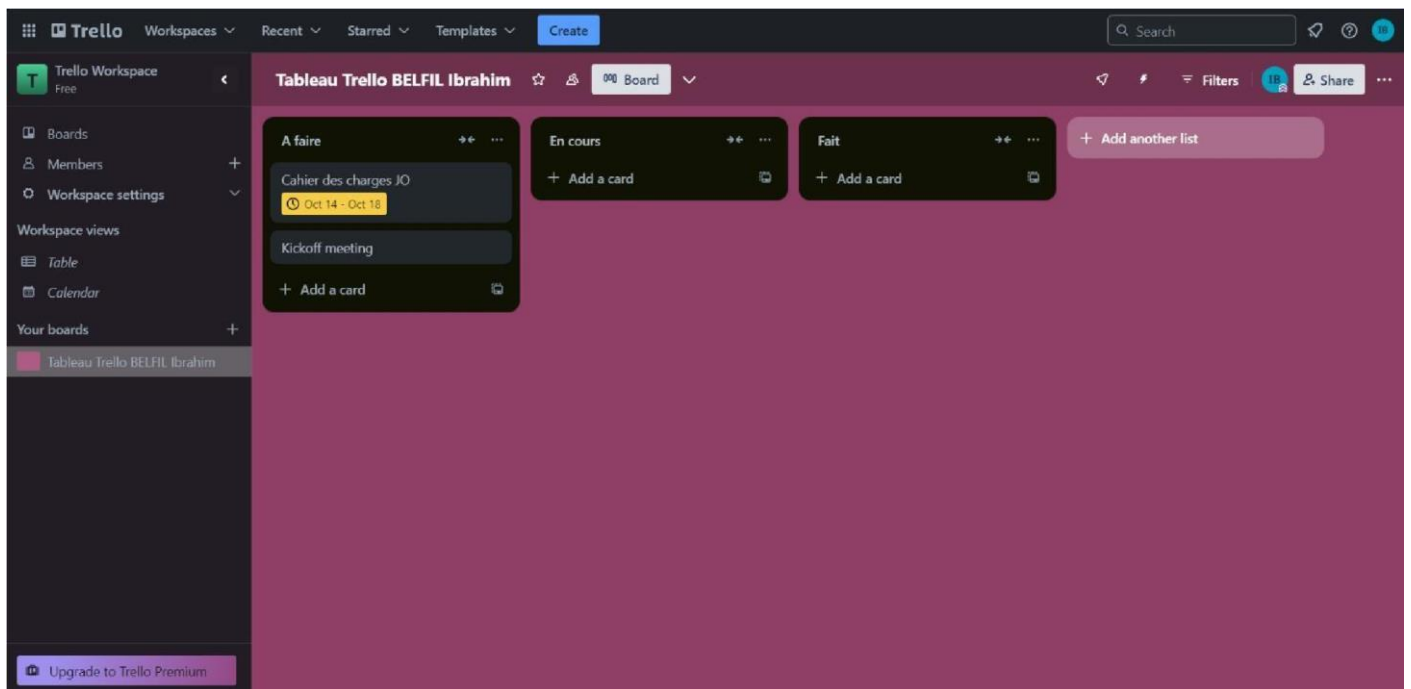 Trello Workspaces Recent Starred Templates Create Search IB
T Trello Workspace
Free
Tableau Trello BELFIL Ibrahim Board Filters IB Share
Boards
Members
Workspace settings
Workspace views
Table
Calendar
Your boards
Tableau Trello BELFIL Ibrahim
Upgrade to Trello Premium
A faire
Cahier des charges JO
Oct 14 - Oct 18
Kickoff meeting
+ Add a card
En cours
+ Add a card
Fait
+ Add a card
+ Add another list